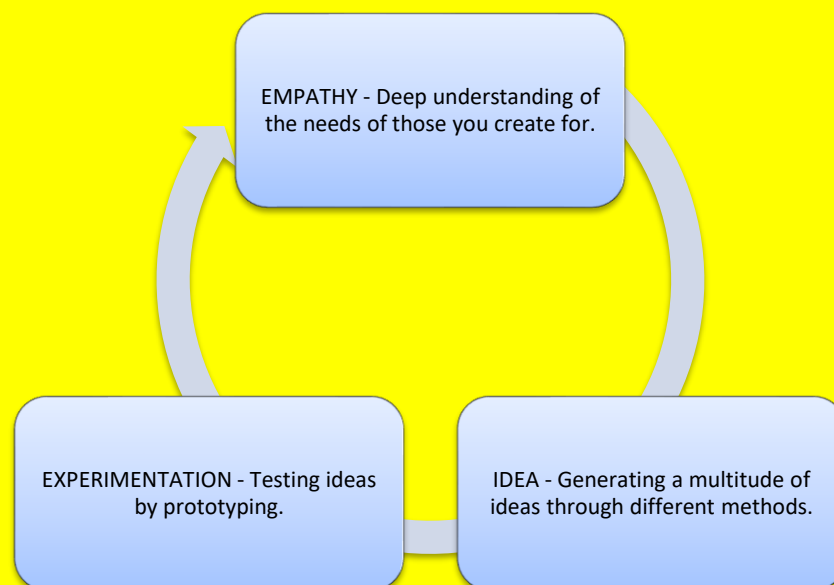 EMPATHY - Deep understanding of
the needs of those you create for.
EXPERIMENTATION - Testing ideas
by prototyping.
IDEA - Generating a multitude of
ideas through different methods.